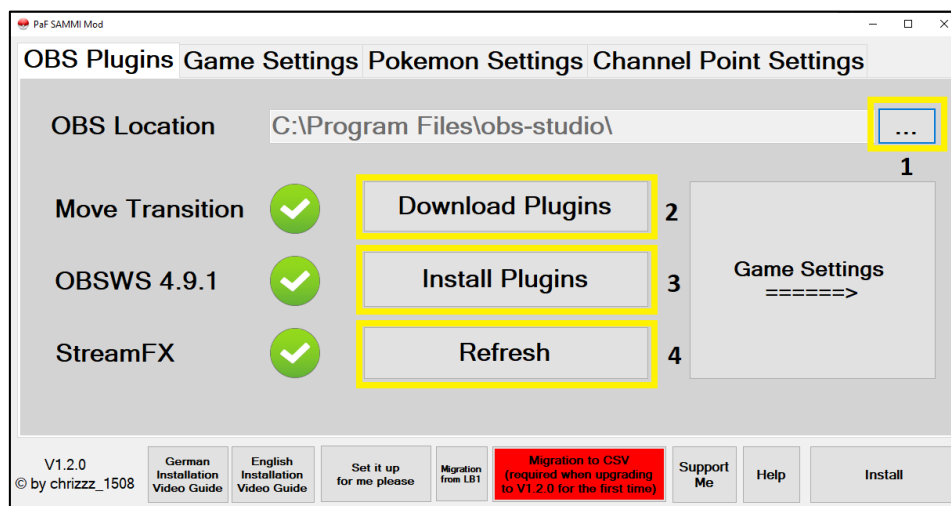 PaF SAMMI Mod
OBS Plugins Game Settings Pokemon Settings Channel Point Settings
OBS Location C:\Program Files\obs-studio\ ...
1
Move Transition Download Plugins 2
OBSWS 4.9.1 Install Plugins 3
StreamFX Refresh 4
Game Settings
======>
V1.2.0
© by chrizzz_1508
German
Installation
Video Guide
English
Installation
Video Guide
Set it up
for me please
Migration
from LB1
Migration to CSV
(required when upgrading
to V1.2.0 for the first time)
Support
Me
Help
Install